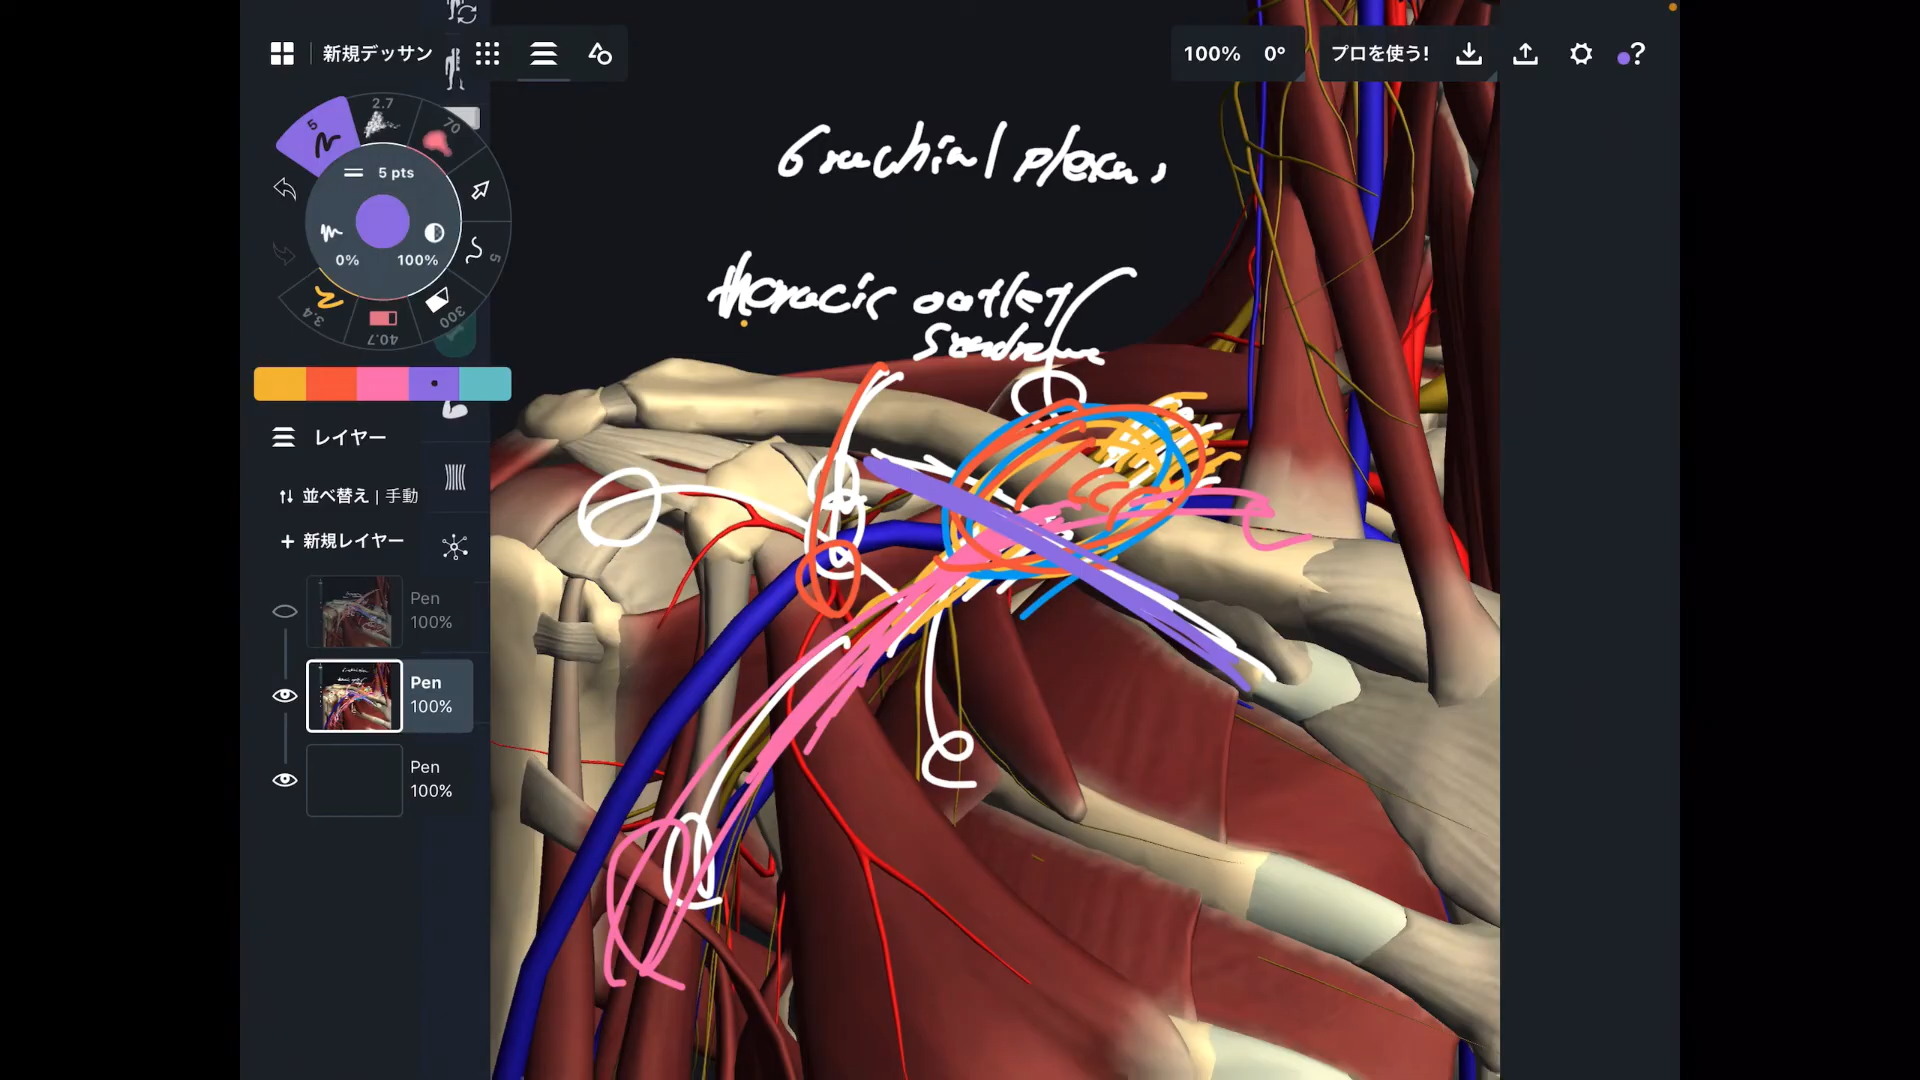 新規デッサン
100% 0° プロを使う! ?
5
2.7
70
5 pts
0% 100%
5
300
40.7
3.4
brachial plexus
thoracic outlet
syndrome
レイヤー
並べ替え | 手動
+ 新規レイヤー
Pen
100%
Pen
100%
Pen
100%